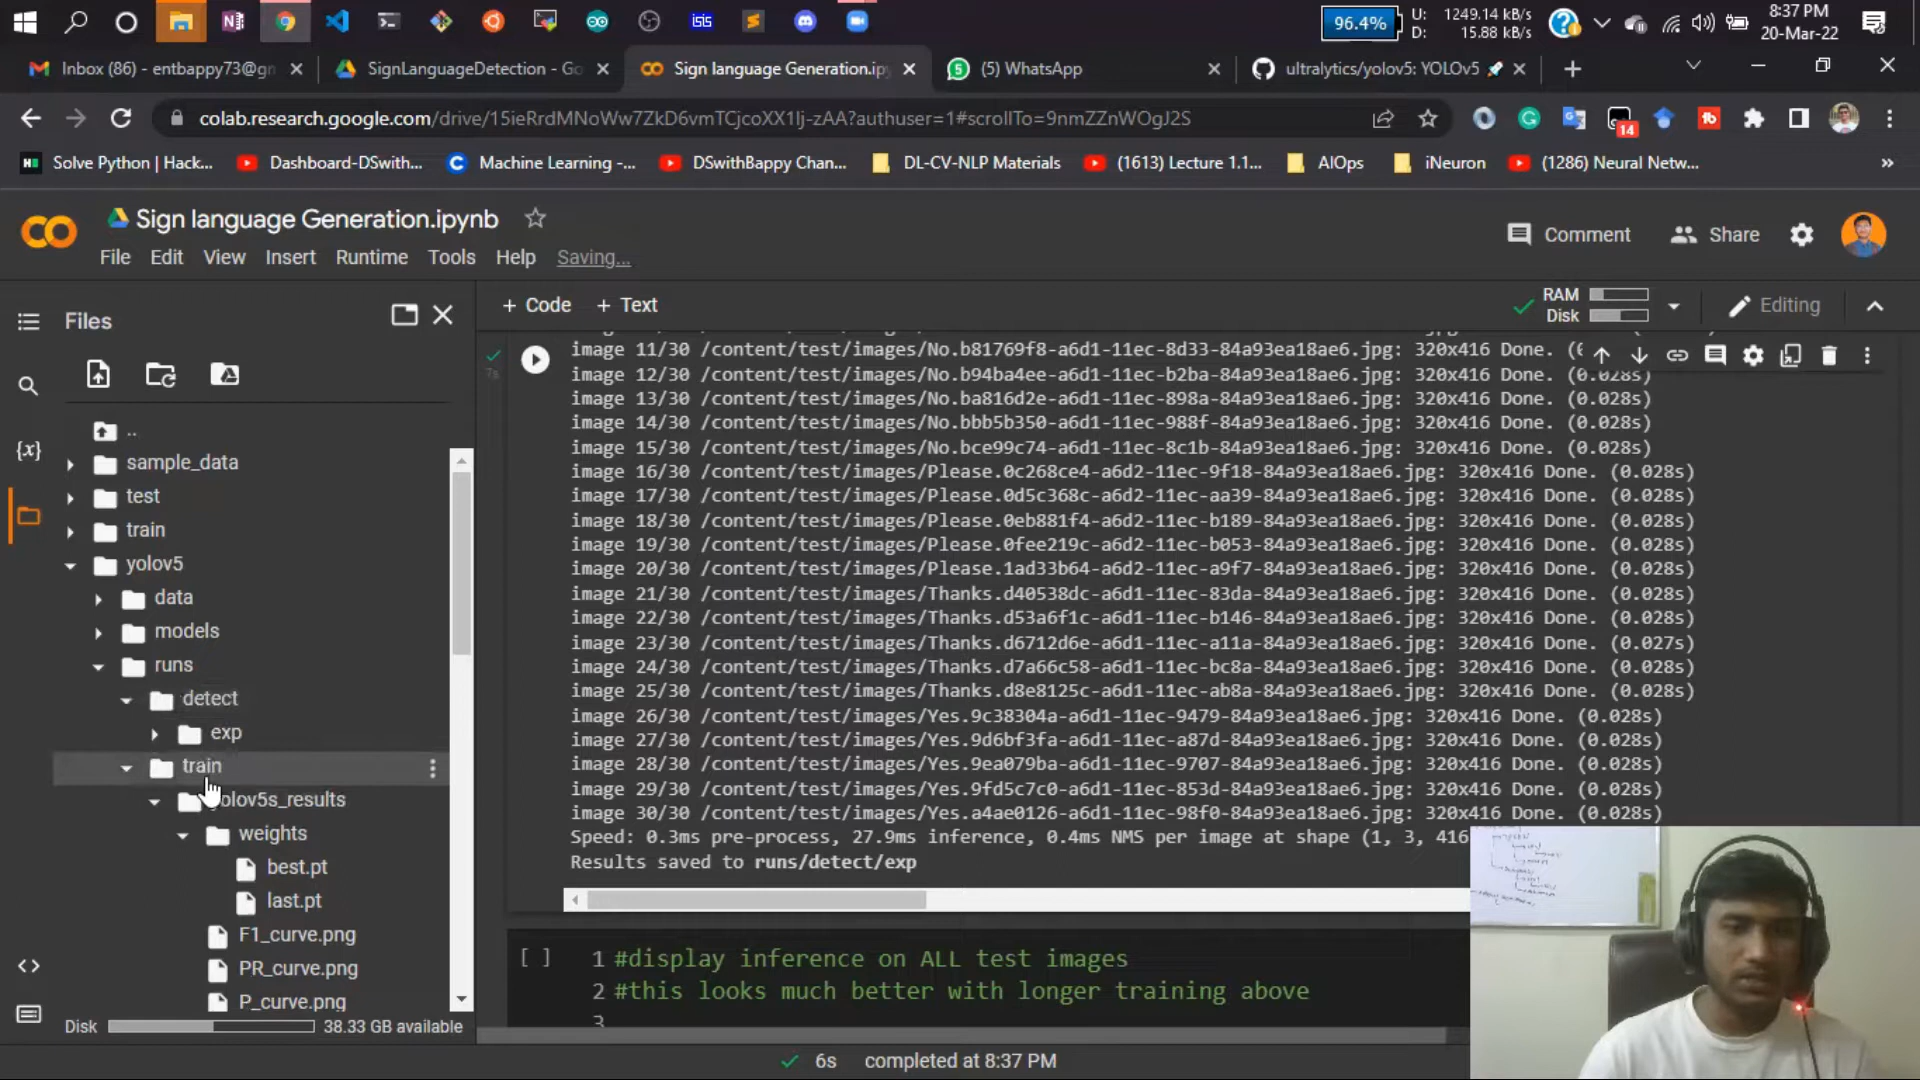 96.4%
U: 1249.14 kB/s
D: 15.88 kB/s
8:37 PM
20-Mar-22
Inbox (86) - entbappy73@gm
SignLanguageDetection - Go
Sign language Generation.ipy
(5) WhatsApp
ultralytics/yolov5: YOLOv5
colab.research.google.com/drive/15ieRrdMNoWw7ZkD6vmTCjcoXX1lj-zAA?authuser=1#scrollTo=9nmZZnWOgJ2S
14
Solve Python | Hack...
Dashboard-DSwith...
Machine Learning -...
DSwithBappy Chan...
DL-CV-NLP Materials
(1613) Lecture 1.1...
AIOps
iNeuron
(1286) Neural Netw...
»
Sign language Generation.ipynb
Comment
Share
File Edit View Insert Runtime Tools Help Saving...
+ Code + Text
RAM
Disk
Editing
Files
..
sample_data
test
train
yolov5
data
models
runs
detect
exp
train
yolov5s_results
weights
best.pt
last.pt
F1_curve.png
PR_curve.png
P_curve.png
Disk 38.33 GB available
7s
image 11/30 /content/test/images/No.b81769f8-a6d1-11ec-8d33-84a93ea18ae6.jpg: 320x416 Done.
image 12/30 /content/test/images/No.b94ba4ee-a6d1-11ec-b2ba-84a93ea18ae6.jpg: 320x416 Done. (0.028s)
image 13/30 /content/test/images/No.ba816d2e-a6d1-11ec-898a-84a93ea18ae6.jpg: 320x416 Done. (0.028s)
image 14/30 /content/test/images/No.bbb5b350-a6d1-11ec-988f-84a93ea18ae6.jpg: 320x416 Done. (0.028s)
image 15/30 /content/test/images/No.bce99c74-a6d1-11ec-8c1b-84a93ea18ae6.jpg: 320x416 Done. (0.028s)
image 16/30 /content/test/images/Please.0c268ce4-a6d2-11ec-9f18-84a93ea18ae6.jpg: 320x416 Done. (0.028s)
image 17/30 /content/test/images/Please.0d5c368c-a6d2-11ec-aa39-84a93ea18ae6.jpg: 320x416 Done. (0.028s)
image 18/30 /content/test/images/Please.0eb881f4-a6d2-11ec-b189-84a93ea18ae6.jpg: 320x416 Done. (0.028s)
image 19/30 /content/test/images/Please.0fee219c-a6d2-11ec-b053-84a93ea18ae6.jpg: 320x416 Done. (0.028s)
image 20/30 /content/test/images/Please.1ad33b64-a6d2-11ec-a9f7-84a93ea18ae6.jpg: 320x416 Done. (0.028s)
image 21/30 /content/test/images/Thanks.d40538dc-a6d1-11ec-83da-84a93ea18ae6.jpg: 320x416 Done. (0.028s)
image 22/30 /content/test/images/Thanks.d53a6f1c-a6d1-11ec-b146-84a93ea18ae6.jpg: 320x416 Done. (0.028s)
image 23/30 /content/test/images/Thanks.d6712d6e-a6d1-11ec-a11a-84a93ea18ae6.jpg: 320x416 Done. (0.027s)
image 24/30 /content/test/images/Thanks.d7a66c58-a6d1-11ec-bc8a-84a93ea18ae6.jpg: 320x416 Done. (0.028s)
image 25/30 /content/test/images/Thanks.d8e8125c-a6d1-11ec-ab8a-84a93ea18ae6.jpg: 320x416 Done. (0.028s)
image 26/30 /content/test/images/Yes.9c38304a-a6d1-11ec-9479-84a93ea18ae6.jpg: 320x416 Done. (0.028s)
image 27/30 /content/test/images/Yes.9d6bf3fa-a6d1-11ec-a87d-84a93ea18ae6.jpg: 320x416 Done. (0.028s)
image 28/30 /content/test/images/Yes.9ea079ba-a6d1-11ec-9707-84a93ea18ae6.jpg: 320x416 Done. (0.028s)
image 29/30 /content/test/images/Yes.9fd5c7c0-a6d1-11ec-853d-84a93ea18ae6.jpg: 320x416 Done. (0.028s)
image 30/30 /content/test/images/Yes.a4ae0126-a6d1-11ec-98f0-84a93ea18ae6.jpg: 320x416 Done. (0.028s)
Speed: 0.3ms pre-process, 27.9ms inference, 0.4ms NMS per image at shape (1, 3, 416
Results saved to runs/detect/exp
[ ] 1 #display inference on ALL test images
2 #this looks much better with longer training above
3
6s completed at 8:37 PM